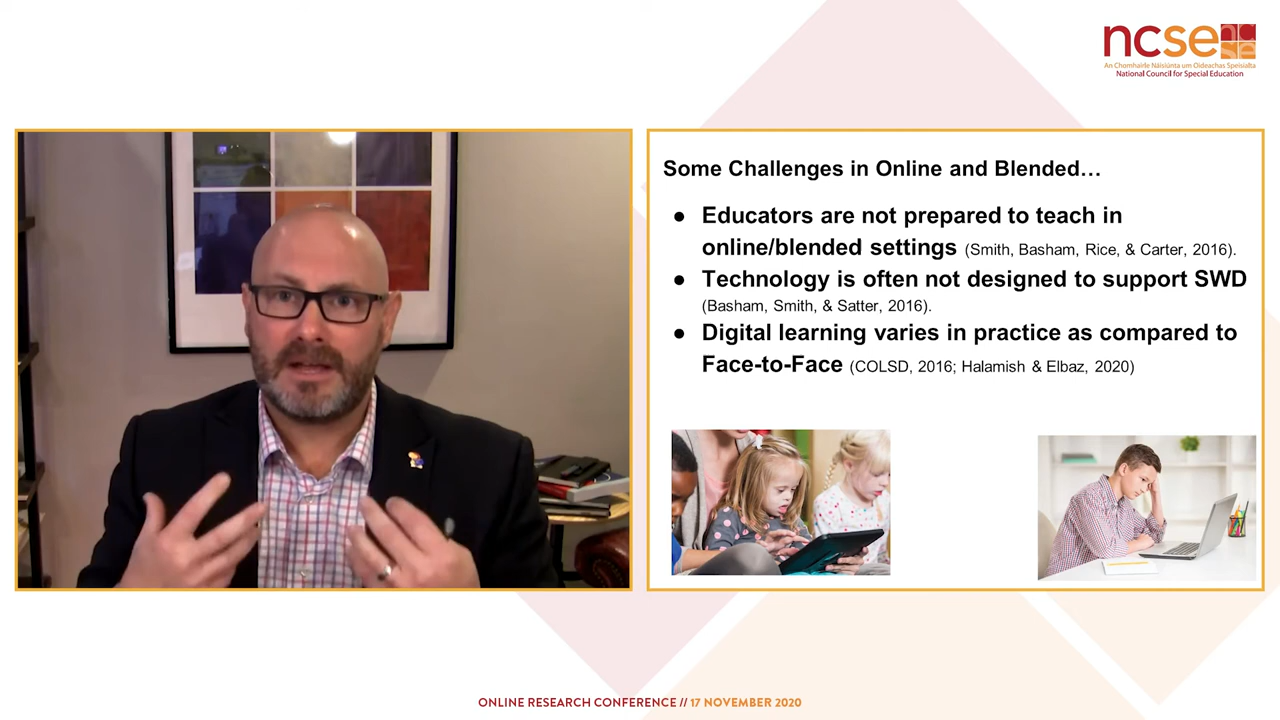 ncse
An Chomhairle Náisiúnta um Oideachas Speisialta
National Council for Special Education
Some Challenges in Online and Blended…
● Educators are not prepared to teach in
online/blended settings (Smith, Basham, Rice, & Carter, 2016).
● Technology is often not designed to support SWD
(Basham, Smith, & Satter, 2016).
● Digital learning varies in practice as compared to
Face-to-Face (COLSD, 2016; Halamish & Elbaz, 2020)
ONLINE RESEARCH CONFERENCE // 17 NOVEMBER 2020